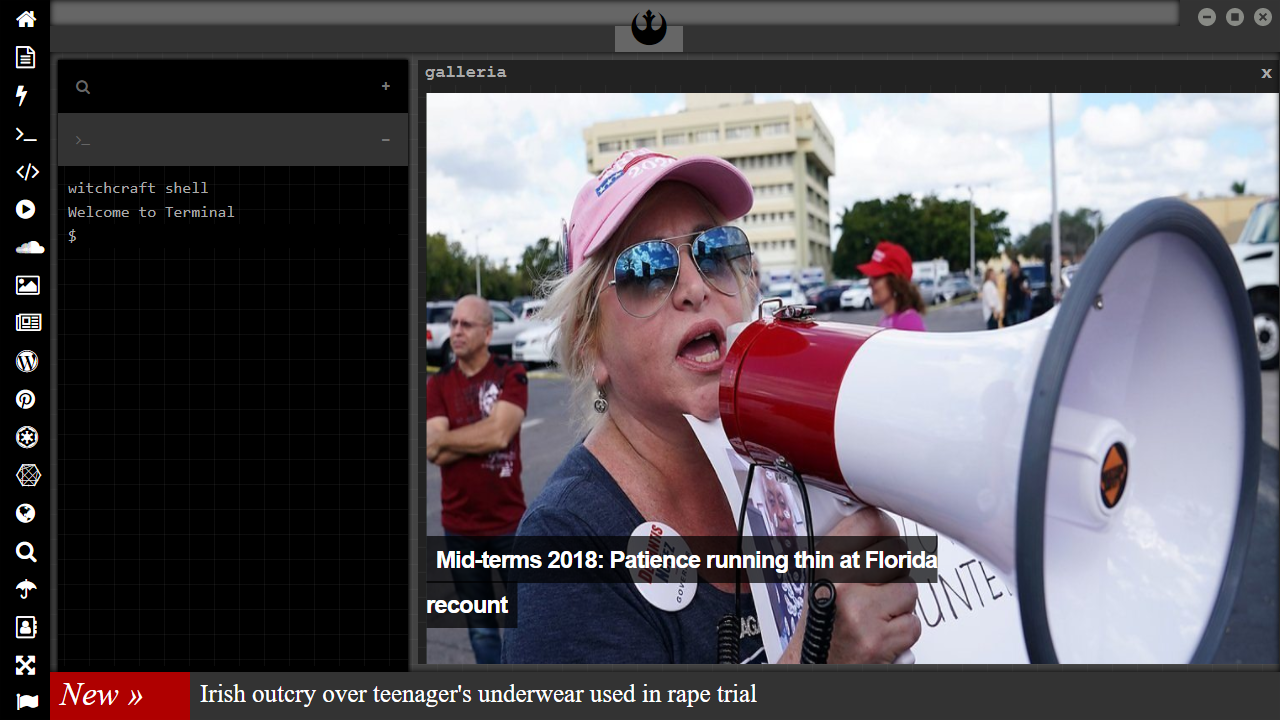 galleria
x
+
>_
−
witchcraft shell
Welcome to Terminal
$
Mid-terms 2018: Patience running thin at Florida
recount
New »
Irish outcry over teenager's underwear used in rape trial